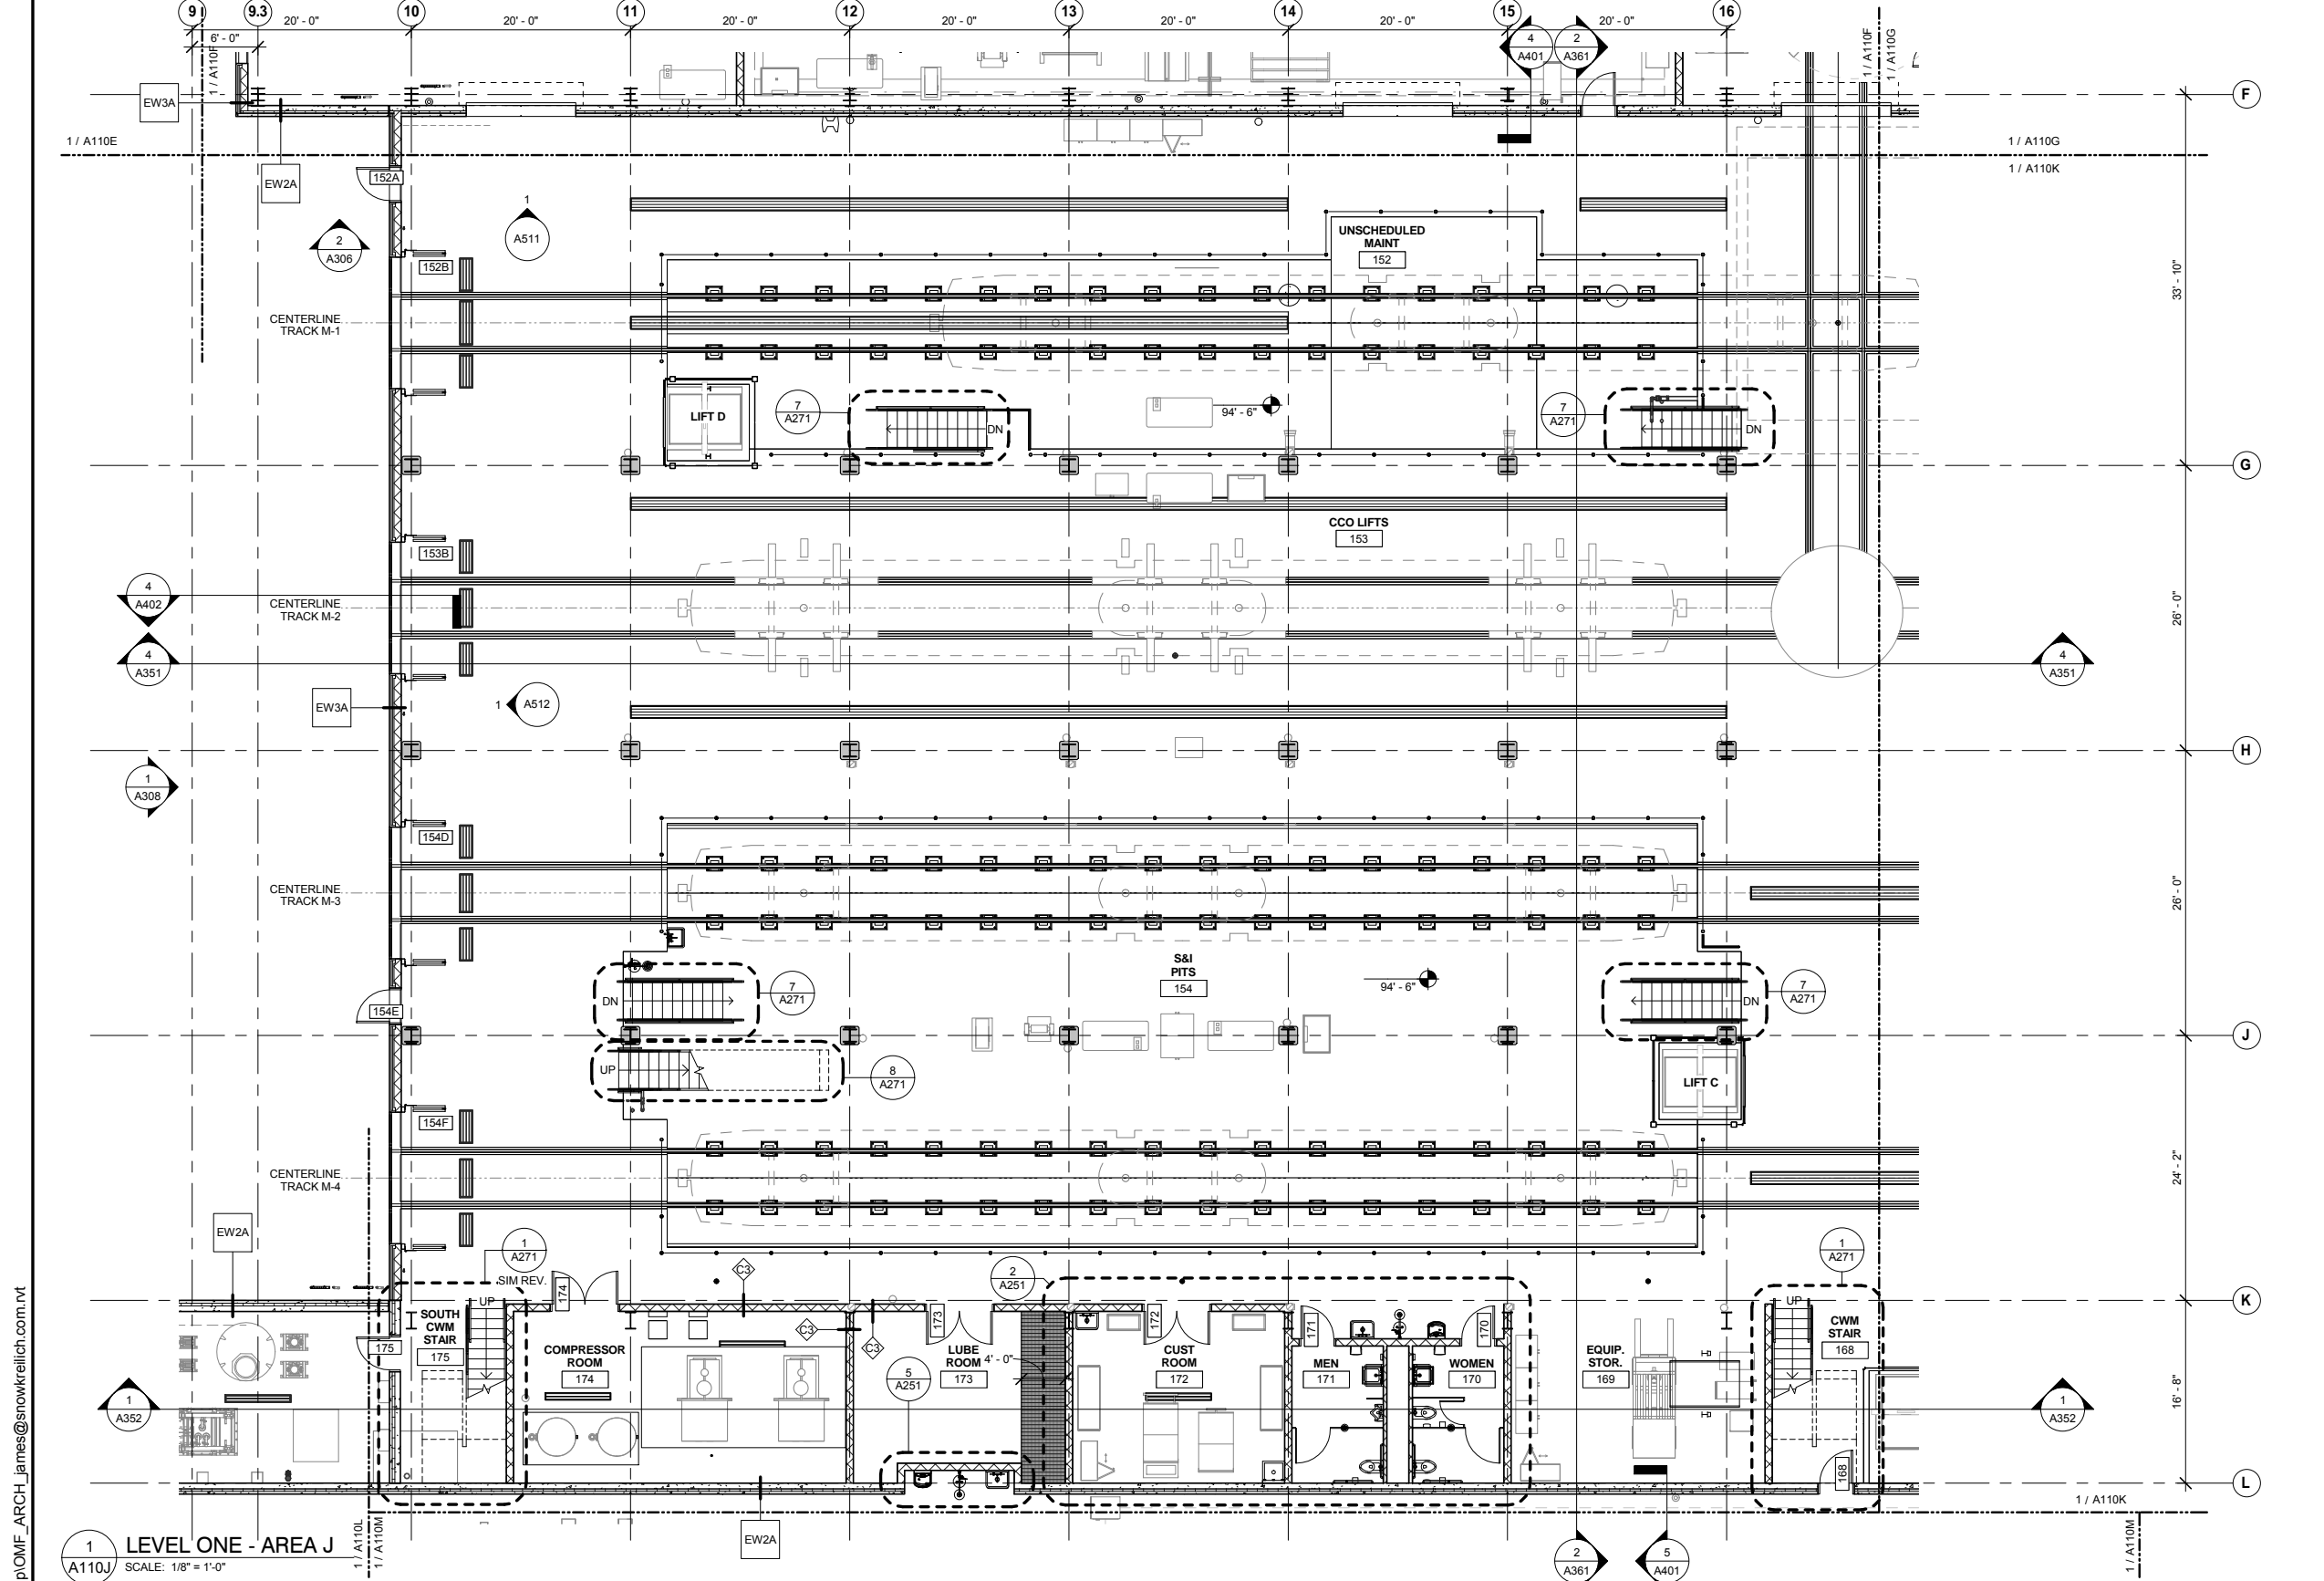 9
9.3
10
11
12
13
14
15
16
20' - 0"
20' - 0"
20' - 0"
20' - 0"
20' - 0"
20' - 0"
20' - 0"
6' - 0"
1 / A110F
4
A401
2
A361
1 / A110F
1 / A110G
EW3A
F
1 / A110E
1 / A110G
1 / A110K
EW2A
152A
1
A511
2
A306
UNSCHEDULED
MAINT
152
152B
33' - 10"
CENTERLINE
TRACK M-1
LIFT D
7
A271
DN
94' - 6"
7
A271
DN
G
CCO LIFTS
153
153B
4
A402
CENTERLINE
TRACK M-2
26' - 0"
4
A351
4
A351
EW3A
1
A512
H
1
A308
154D
CENTERLINE
TRACK M-3
26' - 0"
S&I
PITS
154
94' - 6"
DN
7
A271
DN
7
A271
154E
J
UP
8
A271
LIFT C
154F
CENTERLINE
TRACK M-4
24' - 2"
EW2A
1
A271
SIM REV.
C3
2
A251
1
A271
K
UP
174
SOUTH
CWM
STAIR
175
175
COMPRESSOR
ROOM
174
C3
C3
173
LUBE
ROOM
173
4' - 0"
5
A251
172
CUST
ROOM
172
171
MEN
171
170
WOMEN
170
EQUIP.
STOR.
169
UP
CWM
STAIR
168
168
16' - 8"
1
A352
1
A352
L
1 / A110K
EW2A
1 / A110L
1 / A110M
1 / A110M
2
A361
5
A401
1
A110J
LEVEL ONE - AREA J
SCALE: 1/8" = 1'-0"
p\OMF_ARCH_james@snowkreilich.com.rvt